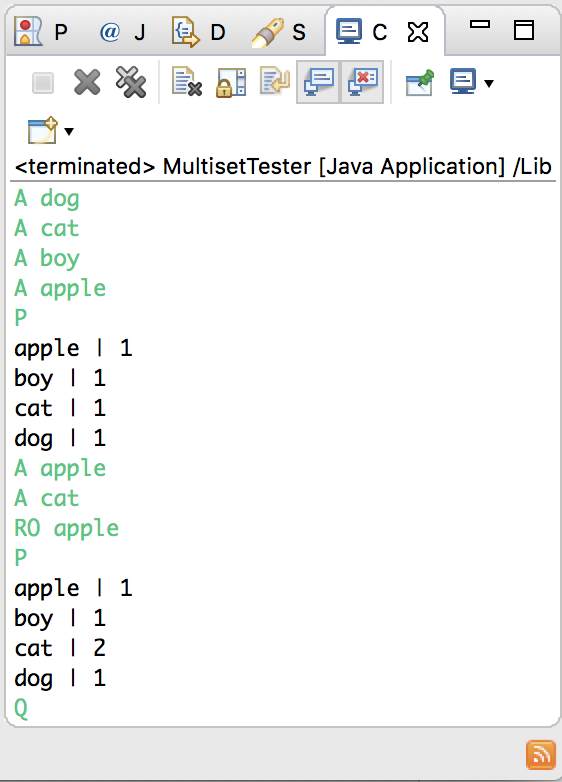 P @ J D S C
<terminated> MultisetTester [Java Application] /Lib
A dog
A cat
A boy
A apple
P
apple | 1
boy | 1
cat | 1
dog | 1
A apple
A cat
RO apple
P
apple | 1
boy | 1
cat | 2
dog | 1
Q